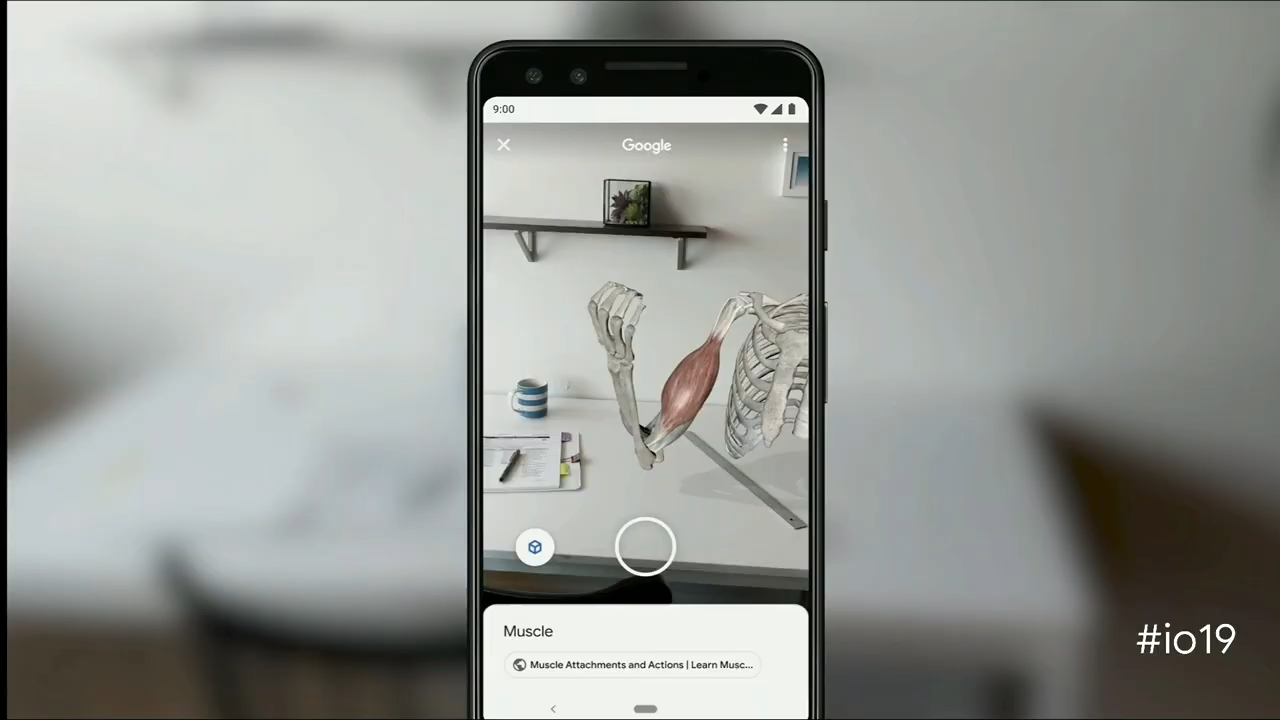 9:00
Google
Muscle
Muscle Attachments and Actions | Learn Musc...
#io19